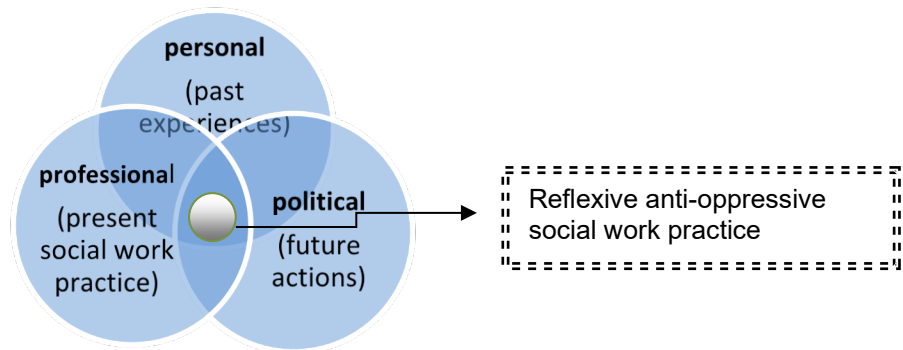 personal
(past
experiences)
professional
(present
social work
practice)
political
(future
actions)
Reflexive anti-oppressive
social work practice